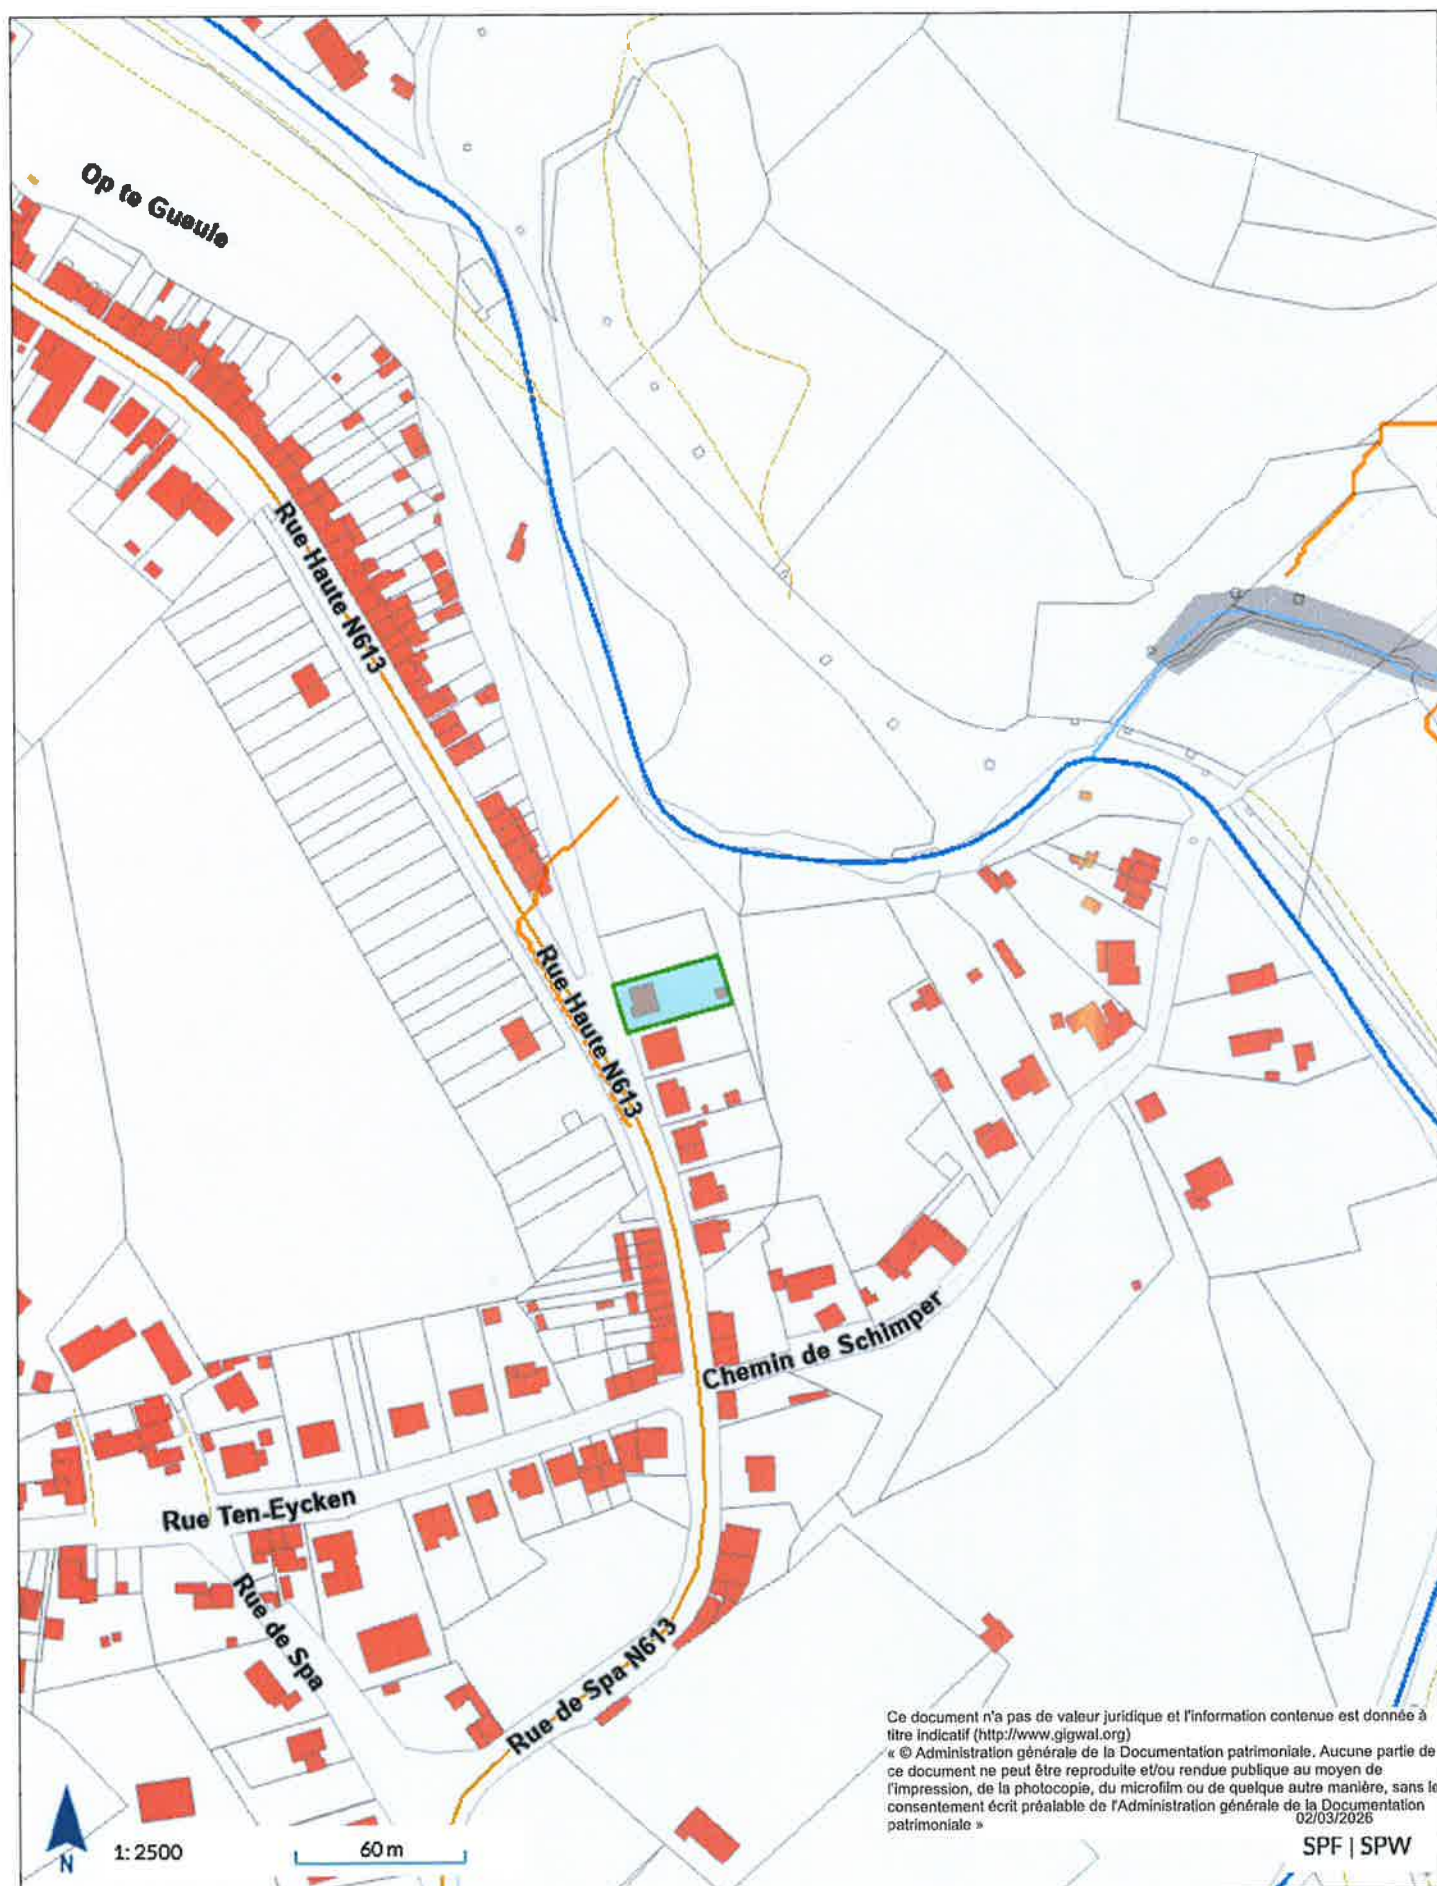 Op te Gueule
Rue Haute N613
Rue Haute N613
Chemin de Schimper
Rue Ten-Eycken
Rue de Spa
Rue de Spa N613
Ce document n'a pas de valeur juridique et l'information contenue est donnée à
titre indicatif (http://www.gigwal.org)
« © Administration générale de la Documentation patrimoniale. Aucune partie de
ce document ne peut être reproduite et/ou rendue publique au moyen de
l'impression, de la photocopie, du microfilm ou de quelque autre manière, sans le
consentement écrit préalable de l'Administration générale de la Documentation
patrimoniale »
02/03/2026
N
1: 2500
60 m
SPF | SPW